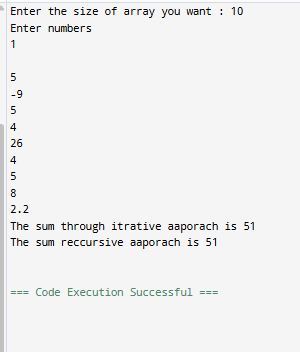 Enter the size of array you want : 10
Enter numbers
1
5
-9
5
4
26
4
5
8
2.2
The sum through itrative aaporach is 51
The sum reccursive aaporach is 51
=== Code Execution Successful ===